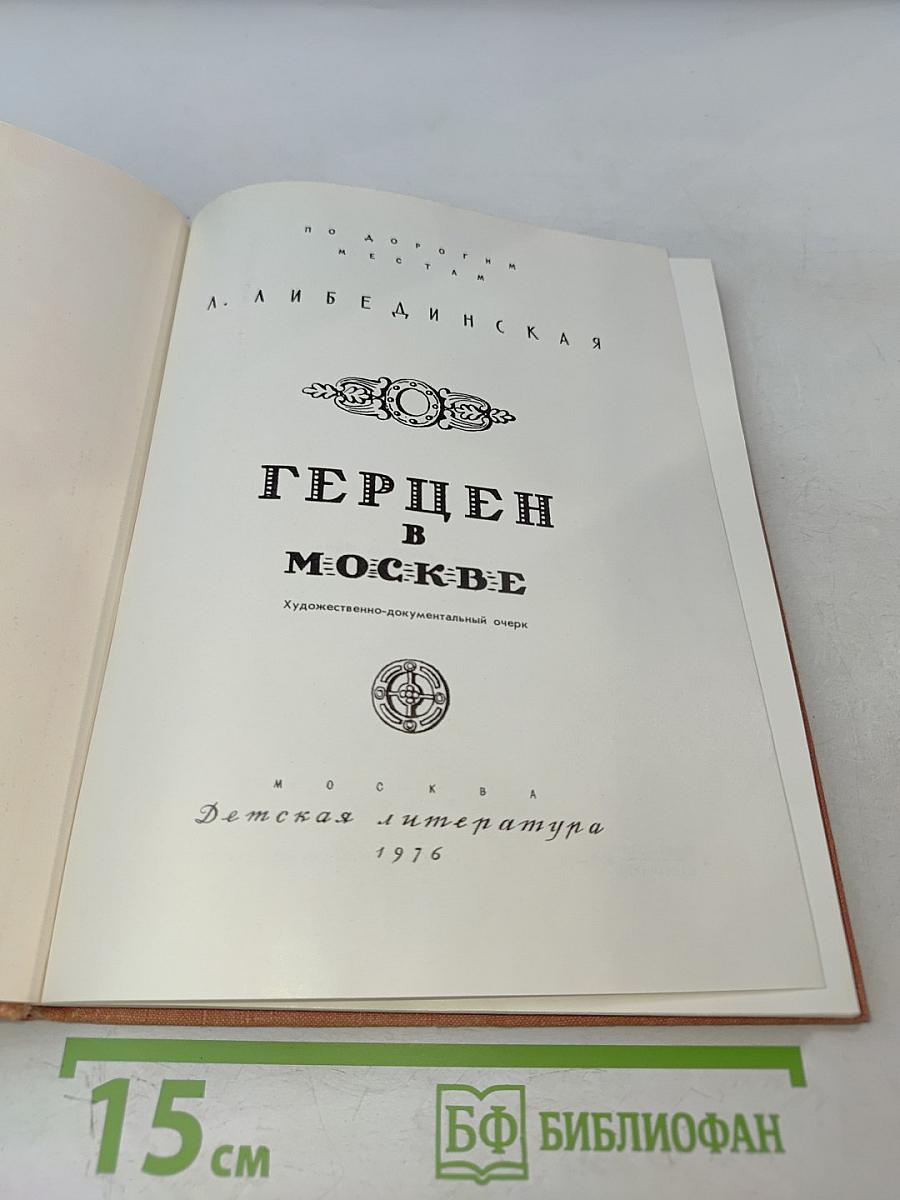 ПО ДОРОГИМ
МЕСТАМ
Л. ЛИБЕДИНСКАЯ
ГЕРЦЕН
В
МОСКВЕ
Художественно-документальный очерк
МОСКВА
Детская литература
1976
15 см
БФ БИБЛИОФАН